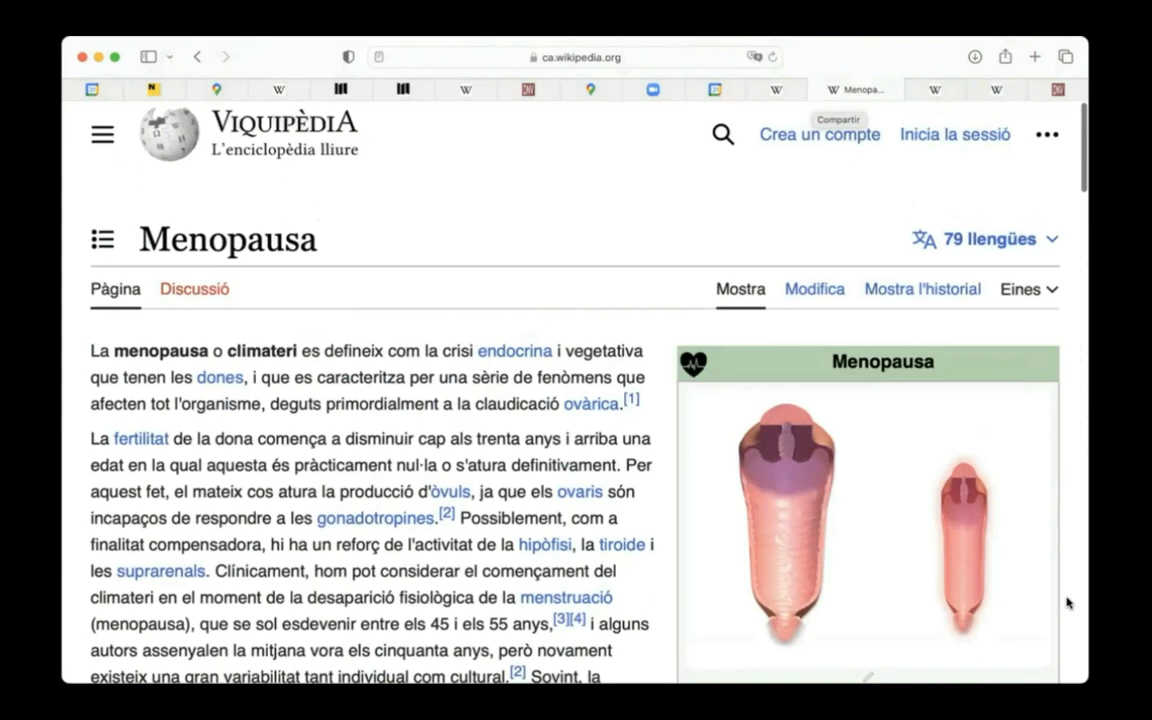 ca.wikipedia.org
Menopa...
Compartir
VIQUIPÈDIA
L'enciclopèdia lliure
Crea un compte
Inicia la sessió
Menopausa
79 llengües
Pàgina
Discussió
Mostra
Modifica
Mostra l'historial
Eines
La menopausa o climateri es defineix com la crisi endocrina i vegetativa
que tenen les dones, i que es caracteritza per una sèrie de fenòmens que
afecten tot l'organisme, deguts primordialment a la claudicació ovàrica.[1]
La fertilitat de la dona comença a disminuir cap als trenta anys i arriba una
edat en la qual aquesta és pràcticament nul·la o s'atura definitivament. Per
aquest fet, el mateix cos atura la producció d'òvuls, ja que els ovaris són
incapaços de respondre a les gonadotropines.[2] Possiblement, com a
finalitat compensadora, hi ha un reforç de l'activitat de la hipòfisi, la tiroide i
les suprarenals. Clínicament, hom pot considerar el començament del
climateri en el moment de la desaparició fisiològica de la menstruació
(menopausa), que se sol esdevenir entre els 45 i els 55 anys,[3][4] i alguns
autors assenyalen la mitjana vora els cinquanta anys, però novament
existeix una gran variabilitat tant individual com cultural.[2] Sovint, la
Menopausa